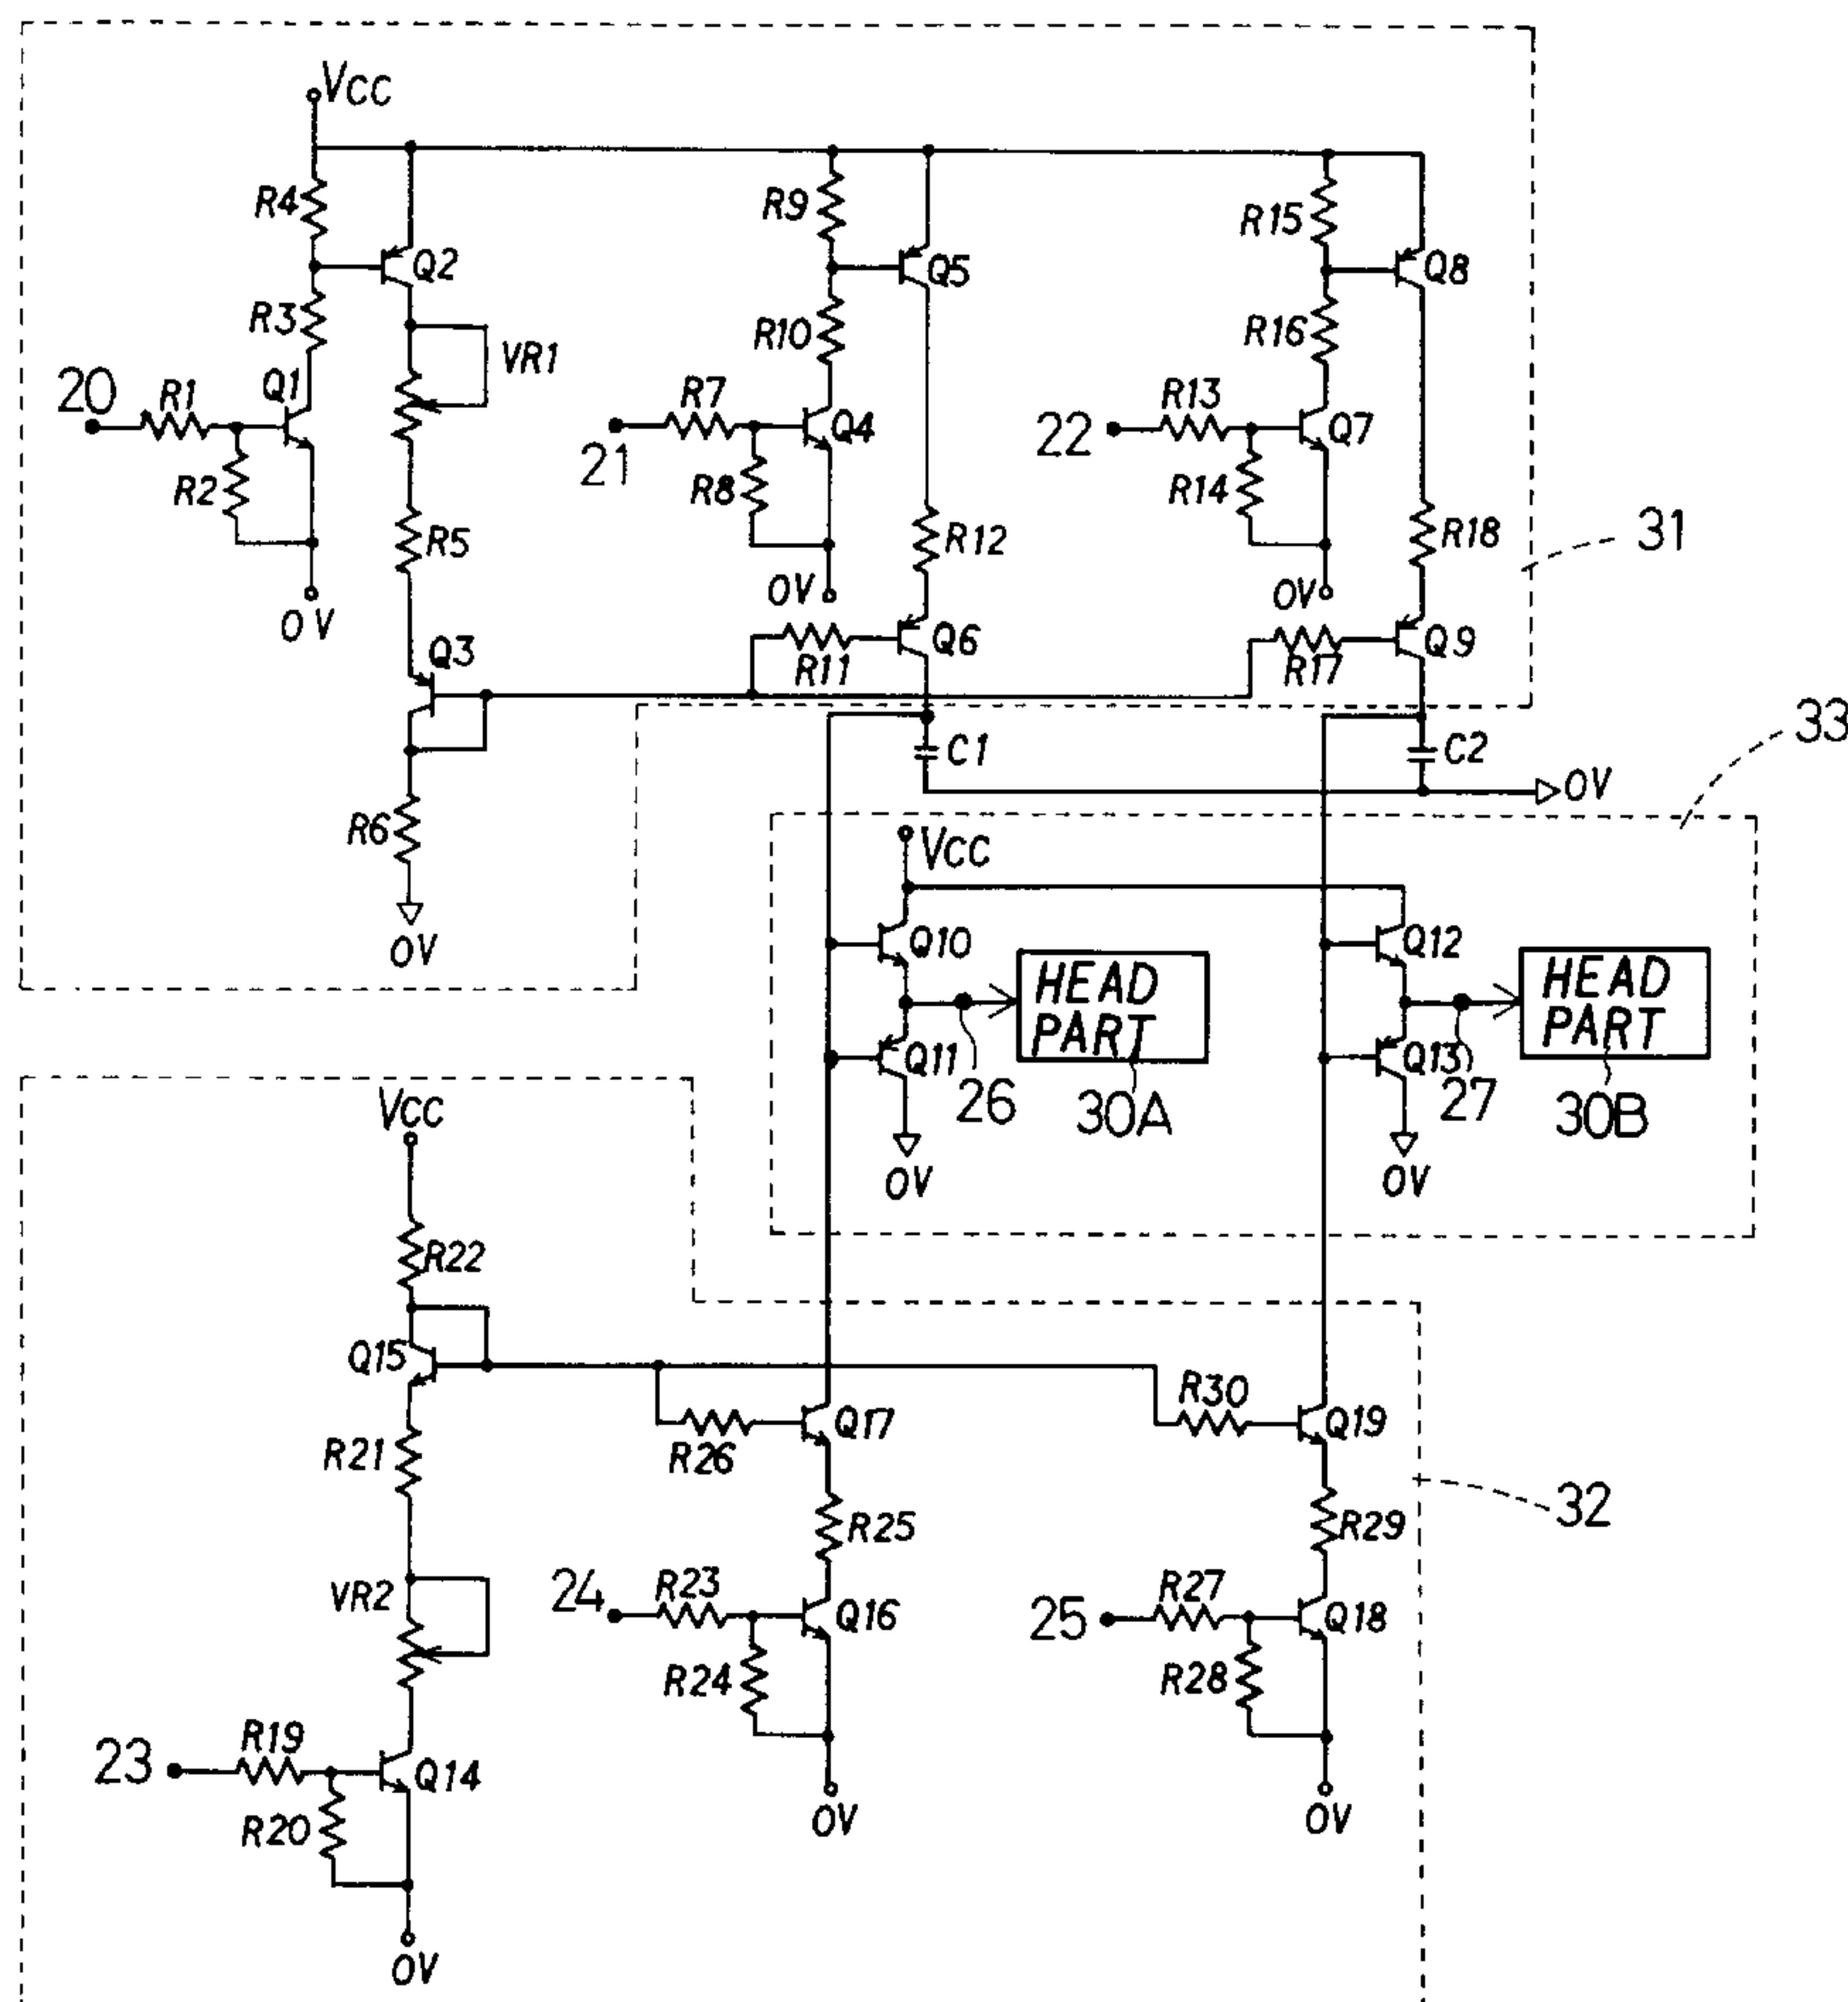 VCC
R4
Q2
R3
VR1
20
R1
Q1
R2
R5
0V
Q3
R6
0V
R9
Q5
R10
R7
Q4
21
R8
R12
0V
Q6
R11
R15
Q8
R16
R13
Q7
22
R14
R18
0V
Q9
R17
31
33
C1
C2
0V
VCC
Q10
HEAD
PART
Q11
26
30A
0V
Q12
HEAD
PART
Q13
27
30B
0V
VCC
R22
Q15
R21
VR2
23
R19
Q14
R20
0V
Q17
R26
R25
24
R23
Q16
R24
0V
R30
Q19
R29
25
R27
Q18
R28
0V
32